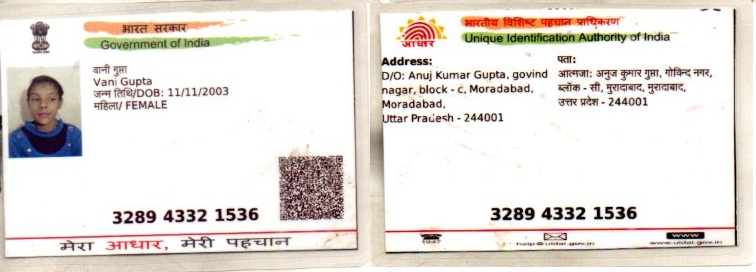 भारत सरकार
Government of India
वानी गुप्ता
Vani Gupta
जन्म तिथि/DOB: 11/11/2003
महिला/ FEMALE
3289 4332 1536
मेरा आधार, मेरी पहचान
भारतीय विशिष्ट पहचान प्राधिकरण
Unique Identification Authority of India
आधार
Address:
D/O: Anuj Kumar Gupta, govind
nagar, block - c, Moradabad,
Moradabad,
Uttar Pradesh - 244001
पता:
आत्मजा: अनुज कुमार गुप्ता, गोविन्द नगर,
ब्लॉक - सी, मुरादाबाद, मुरादाबाद,
उत्तर प्रदेश - 244001
3289 4332 1536
1947
help@uidai.gov.in
www
www.uidai.gov.in